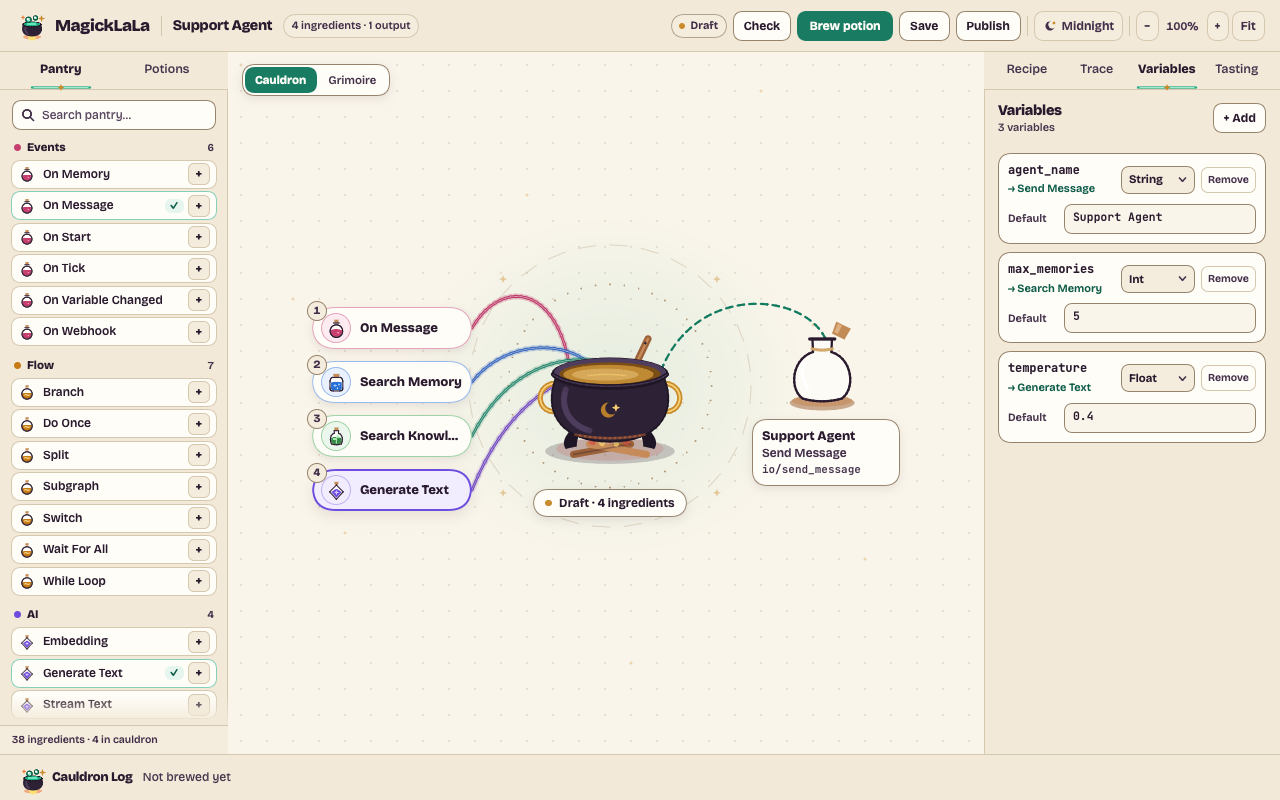 MagickLaLa
Support Agent
4 ingredients · 1 output
Draft
Check
Brew potion
Save
Publish
Midnight
−
100%
+
Fit
Pantry
Potions
Search pantry...
Events
6
On Memory
+
On Message
+
On Start
+
On Tick
+
On Variable Changed
+
On Webhook
+
Flow
7
Branch
+
Do Once
+
Split
+
Subgraph
+
Switch
+
Wait For All
+
While Loop
+
AI
4
Embedding
+
Generate Text
+
Stream Text
+
38 ingredients · 4 in cauldron
Cauldron
Grimoire
1
On Message
2
Search Memory
3
Search Knowl...
4
Generate Text
Draft · 4 ingredients
Support Agent
Send Message
io/send_message
Recipe
Trace
Variables
Tasting
Variables
3 variables
+ Add
agent_name
→ Send Message
String
Remove
Default
Support Agent
max_memories
→ Search Memory
Int
Remove
Default
5
temperature
→ Generate Text
Float
Remove
Default
0.4
Cauldron Log
Not brewed yet